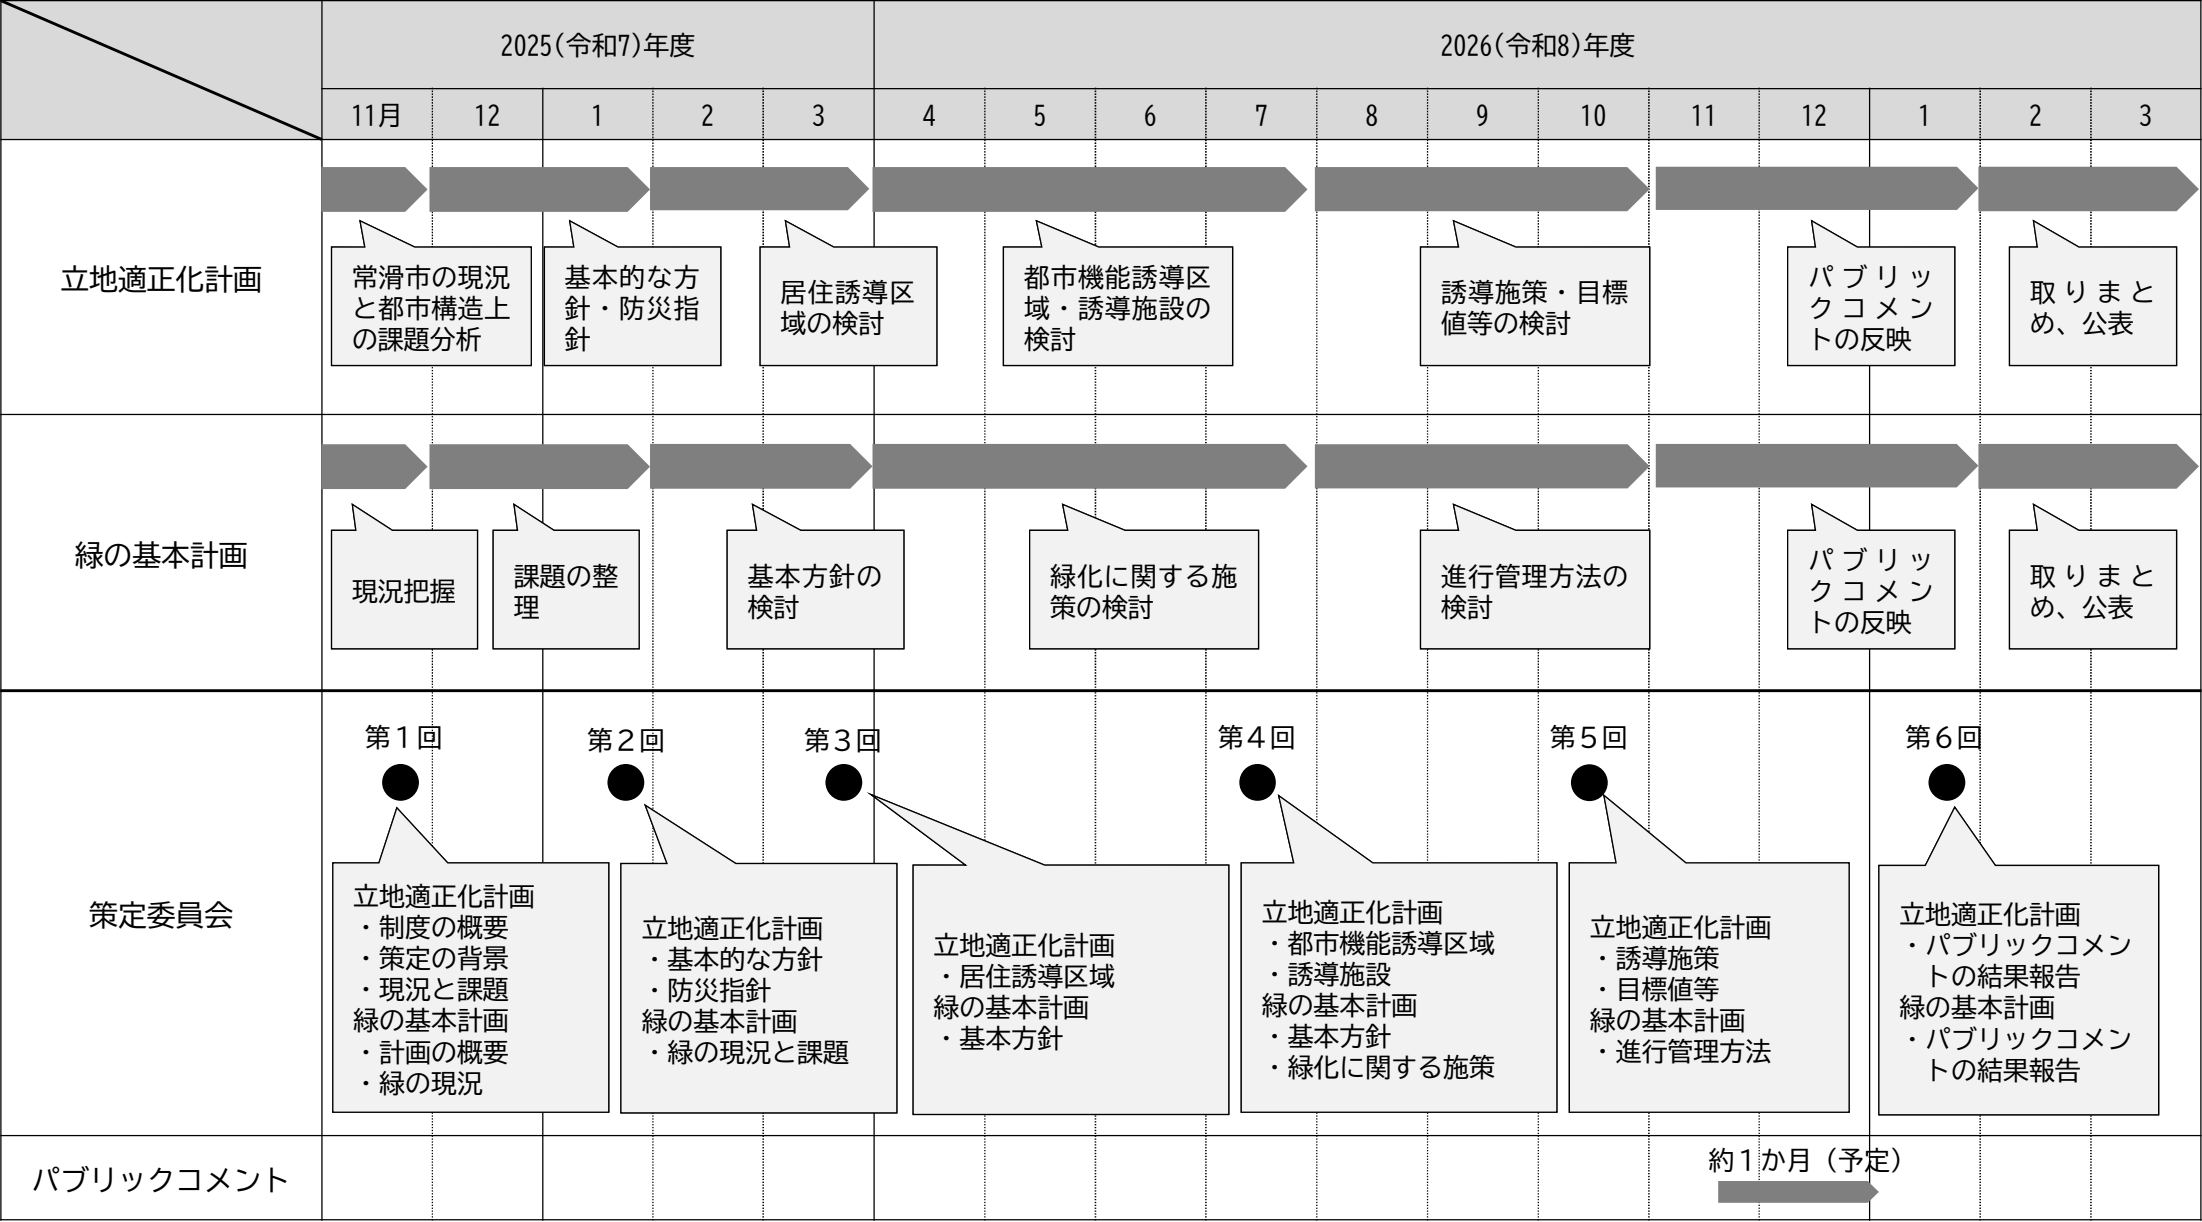 2025(令和7)年度
2026(令和8)年度
11月
12
1
2
3
4
5
6
7
8
9
10
11
12
1
2
3
立地適正化計画
常滑市の現況
と都市構造上
の課題分析
基本的な方
針・防災指
針
居住誘導区
域の検討
都市機能誘導区
域・誘導施設の
検討
誘導施策・目標
値等の検討
パブリッ
クコメン
トの反映
取りまと
め、公表
緑の基本計画
現況把握
課題の整
理
基本方針の
検討
緑化に関する施
策の検討
進行管理方法の
検討
パブリッ
クコメン
トの反映
取りまと
め、公表
策定委員会
第1回
第2回
第3回
第4回
第5回
第6回
立地適正化計画
・制度の概要
・策定の背景
・現況と課題
緑の基本計画
・計画の概要
・緑の現況
立地適正化計画
・基本的な方針
・防災指針
緑の基本計画
・緑の現況と課題
立地適正化計画
・居住誘導区域
緑の基本計画
・基本方針
立地適正化計画
・都市機能誘導区域
・誘導施設
緑の基本計画
・基本方針
・緑化に関する施策
立地適正化計画
・誘導施策
・目標値等
緑の基本計画
・進行管理方法
立地適正化計画
・パブリックコメン
トの結果報告
緑の基本計画
・パブリックコメン
トの結果報告
パブリックコメント
約1か月（予定）